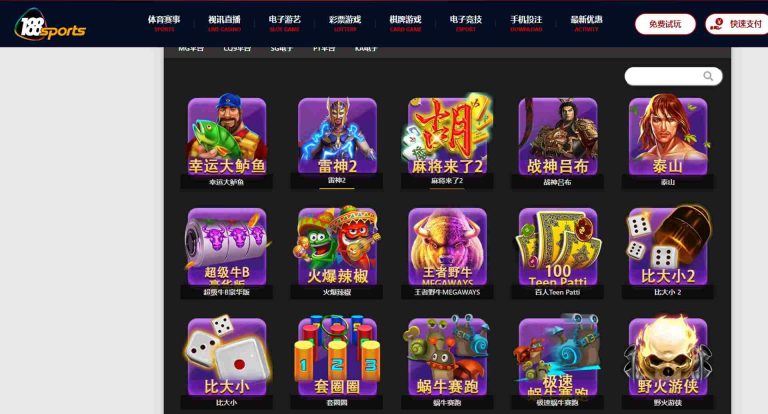 188sports
体育赛事 视讯直播 电子游艺 彩票游戏 棋牌游戏 电子竞技 手机投注 最新优惠 免费试玩 快速支付
SPORTS LIVE CASINO SLOT GAME LOTTERY CARD GAME ESPORT DOWNLOAD ACTIVITY
MG平台 CQ9平台 SG电子 PT平台 KA电子
幸运大鲈鱼 雷神2 胡 麻将来了2 战神吕布 泰山
幸运大鲈鱼 雷神2 麻将来了2 战神吕布 泰山
超级牛B 火爆辣椒 王者野牛 100 比大小2
豪华版 MEGAWAYS Teen Patti
超级牛B豪华版 火爆辣椒 王者野牛MEGAWAYS 百人Teen Patti 比大小 2
1 2 3
比大小 套圈圈 蜗牛赛跑 极速 野火游侠
蜗牛赛跑
比大小 套圈圈 蜗牛赛跑 极速蜗牛赛跑 野火游侠